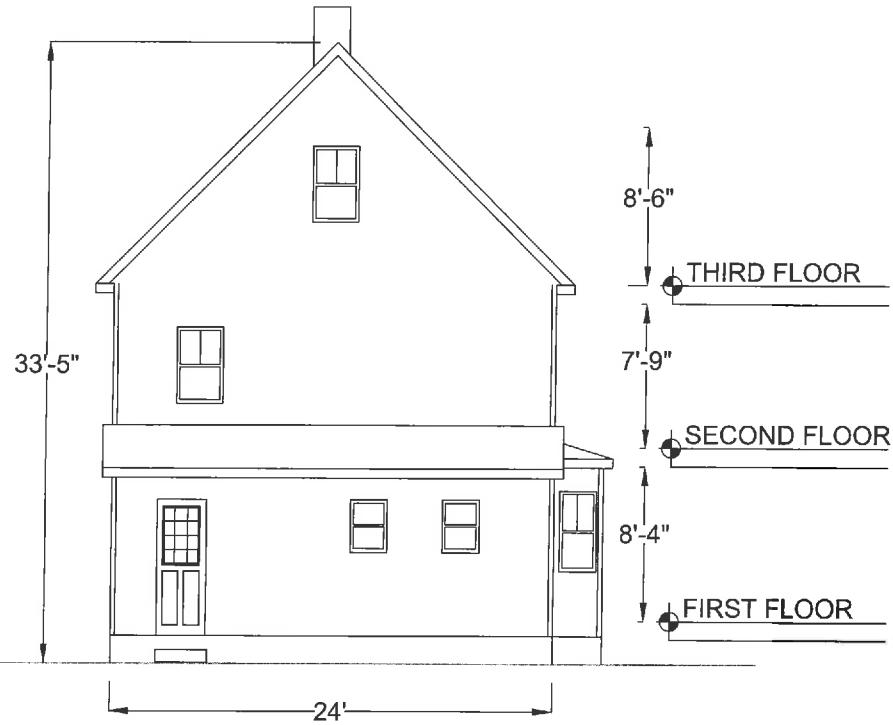 8'-6"
THIRD FLOOR
33'-5"
7'-9"
SECOND FLOOR
8'-4"
FIRST FLOOR
24'